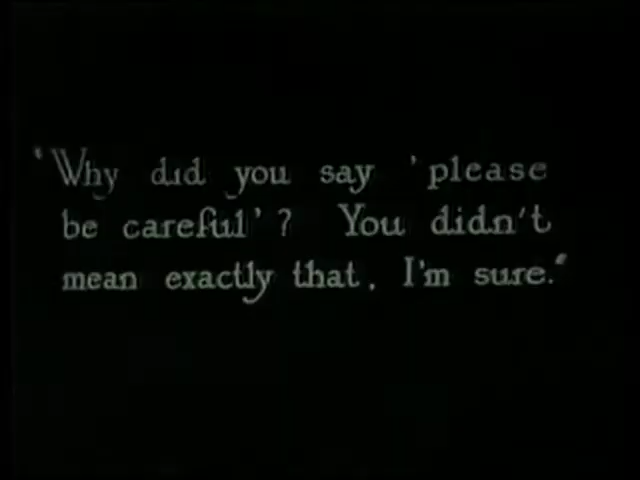 "Why did you say 'please
be careful'? You didn't
mean exactly that, I'm sure."